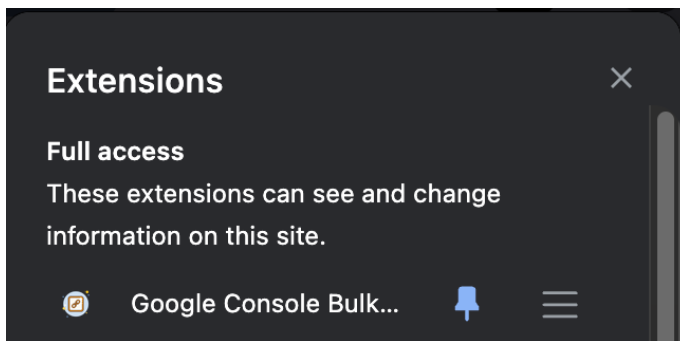 Extensions
Full access
These extensions can see and change
information on this site.
Google Console Bulk...